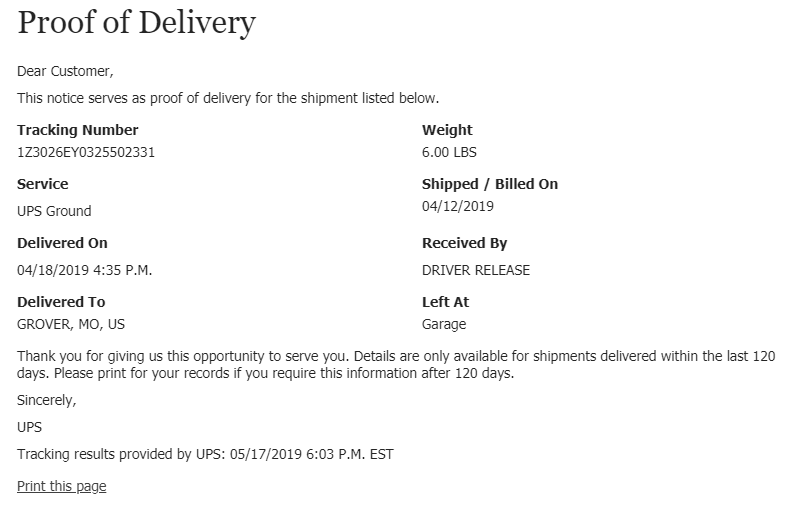 Proof of Delivery
Dear Customer,
This notice serves as proof of delivery for the shipment listed below.
Tracking Number
1Z3026EY0325502331
Weight
6.00 LBS
Service
UPS Ground
Shipped / Billed On
04/12/2019
Delivered On
04/18/2019 4:35 P.M.
Received By
DRIVER RELEASE
Delivered To
GROVER, MO, US
Left At
Garage
Thank you for giving us this opportunity to serve you. Details are only available for shipments delivered within the last 120
days. Please print for your records if you require this information after 120 days.
Sincerely,
UPS
Tracking results provided by UPS: 05/17/2019 6:03 P.M. EST
Print this page